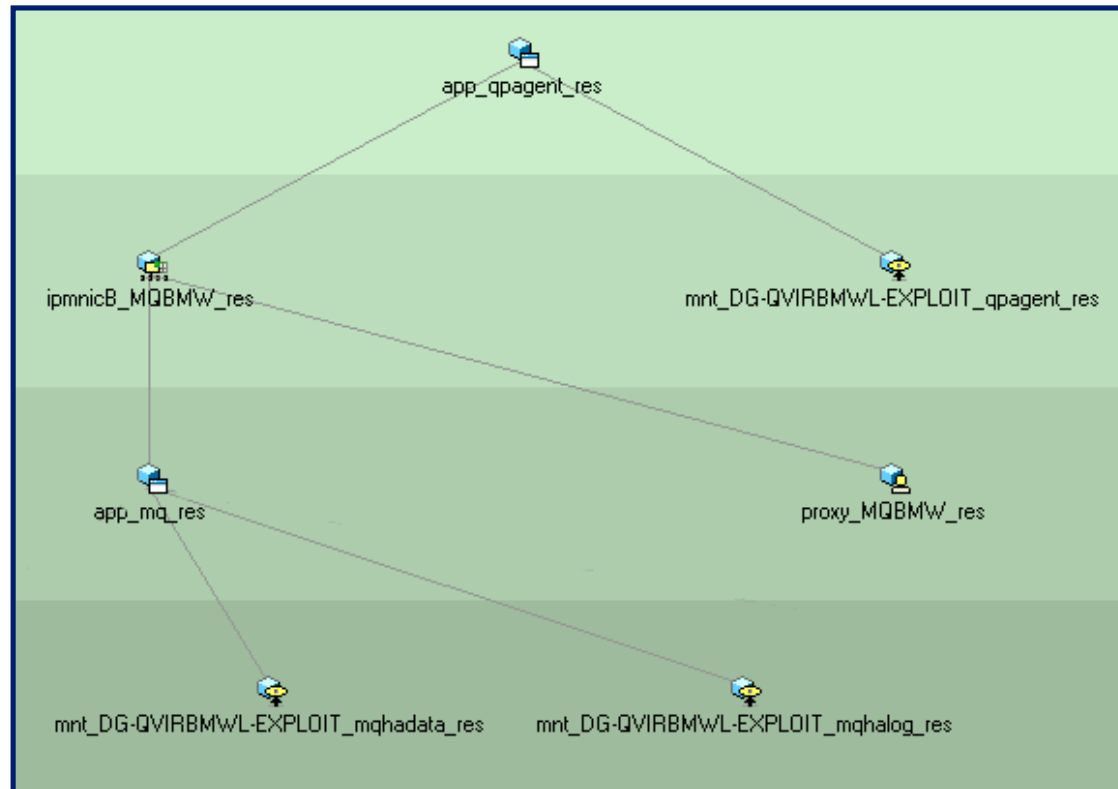 app_qpagent_res
ipmnicB_MQBMW_res
mnt_DG-QVIRBMWL-EXPLOIT_qpagent_res
app_mq_res
proxy_MQBMW_res
mnt_DG-QVIRBMWL-EXPLOIT_mqhadata_res
mnt_DG-QVIRBMWL-EXPLOIT_mqhalog_res